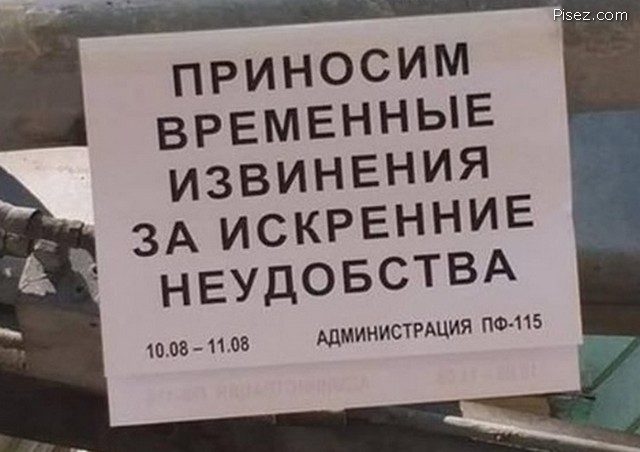 Pisez.com
ПРИНОСИМ
ВРЕМЕННЫЕ
ИЗВИНЕНИЯ
ЗА ИСКРЕННИЕ
НЕУДОБСТВА
10.08 – 11.08 АДМИНИСТРАЦИЯ ПФ-115